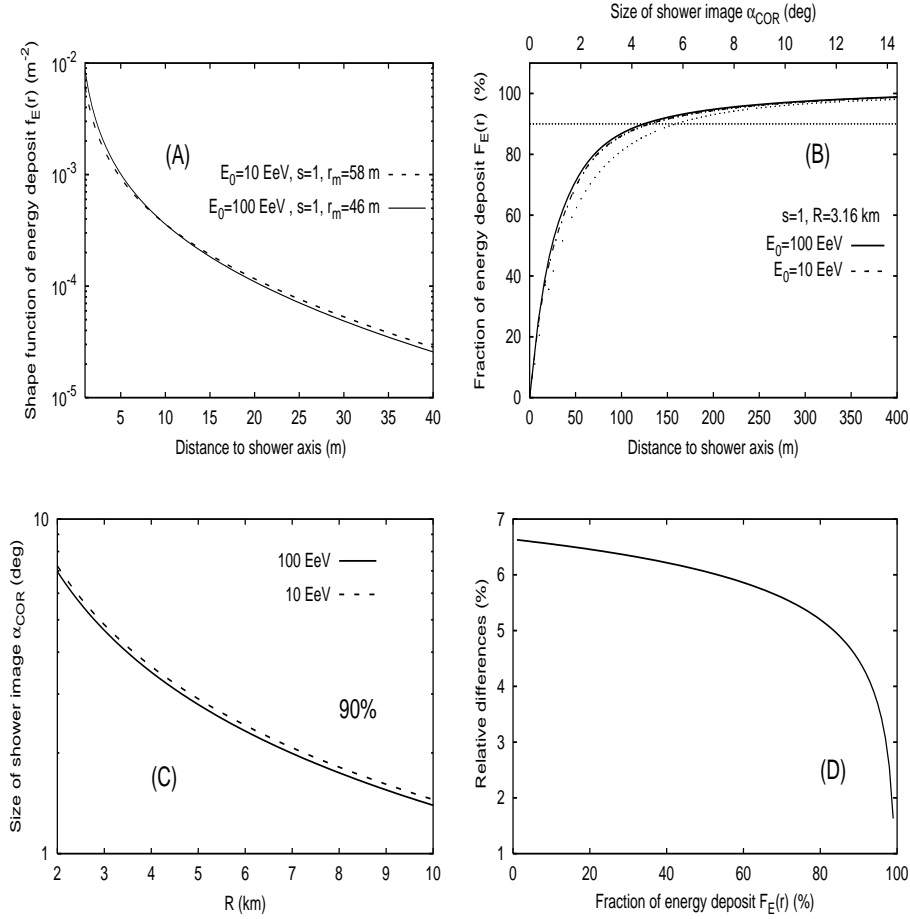 Shape function of energy deposit f_E(r) (m^-2)
10^-2
10^-3
10^-4
10^-5
(A)
E_0=10 EeV, s=1, r_m=58 m
E_0=100 EeV , s=1, r_m=46 m
5 10 15 20 25 30 35 40
Distance to shower axis (m)
Size of shower image α_COR (deg)
0 2 4 6 8 10 12 14
Fraction of energy deposit F_E(r) (%)
100
80
60
40
20
0
(B)
s=1, R=3.16 km
E_0=100 EeV
E_0=10 EeV
0 50 100 150 200 250 300 350 400
Distance to shower axis (m)
Size of shower image α_COR (deg)
10
1
100 EeV
10 EeV
90%
(C)
2 3 4 5 6 7 8 9 10
R (km)
Relative differences (%)
7
6
5
4
3
2
1
(D)
0 20 40 60 80 100
Fraction of energy deposit F_E(r) (%)